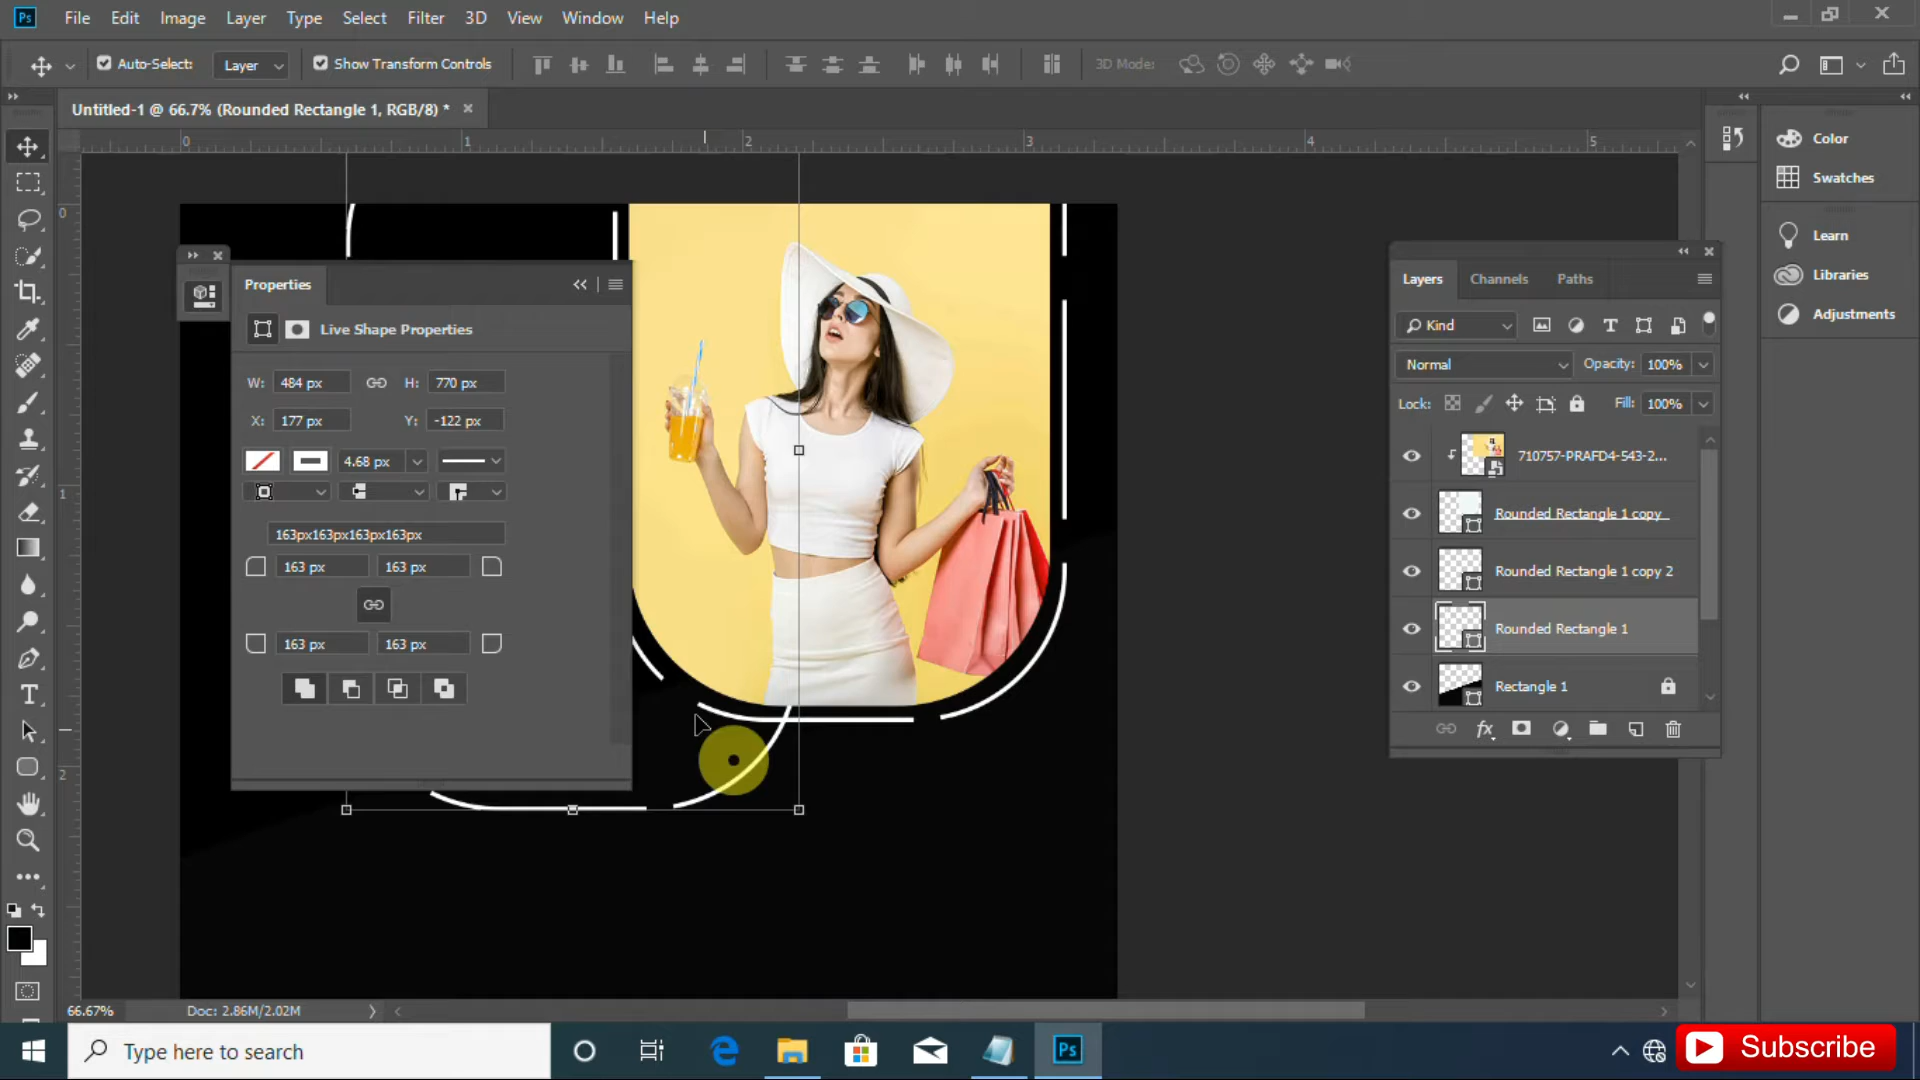 Ps File Edit Image Layer Type Select Filter 3D View Window Help
Auto-Select: Layer Show Transform Controls 3D Mode:
Untitled-1 @ 66.7% (Rounded Rectangle 1, RGB/8) *
0 1 2 3 4 5
0
1
2
Properties
Live Shape Properties
W: 484 px H: 770 px
X: 177 px Y: -122 px
4.68 px
163px163px163px163px
163 px 163 px
163 px 163 px
Layers Channels Paths
Kind
Normal Opacity: 100%
Lock: Fill: 100%
710757-PRAFD4-543-2...
Rounded Rectangle 1 copy
Rounded Rectangle 1 copy 2
Rounded Rectangle 1
Rectangle 1
fx
Color
Swatches
Learn
Libraries
Adjustments
66.67% Doc: 2.86M/2.02M
Type here to search
Ps
Subscribe